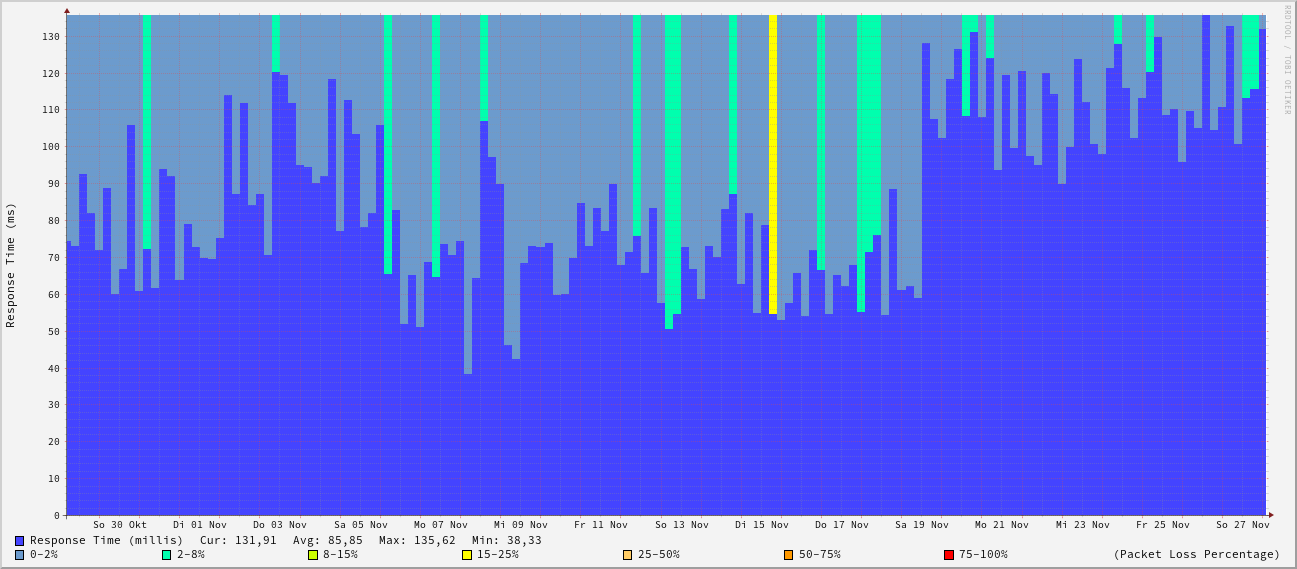 RRDTOOL / TOBI OETIKER
Response Time (ms)
130
120
110
100
90
80
70
60
50
40
30
20
10
0
So 30 Okt Di 01 Nov Do 03 Nov Sa 05 Nov Mo 07 Nov Mi 09 Nov Fr 11 Nov So 13 Nov Di 15 Nov Do 17 Nov Sa 19 Nov Mo 21 Nov Mi 23 Nov Fr 25 Nov So 27 Nov
Response Time (millis) Cur: 131,91 Avg: 85,85 Max: 135,62 Min: 38,33
0-2% 2-8% 8-15% 15-25% 25-50% 50-75% 75-100% (Packet Loss Percentage)